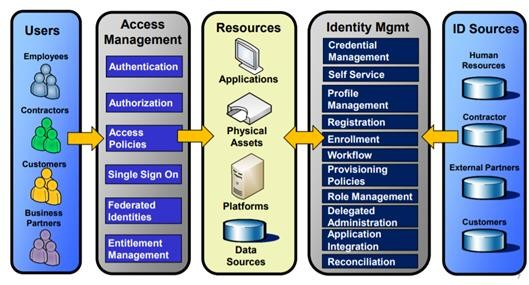 Users
Employees
Contractors
Customers
Business
Partners
Access
Management
Authentication
Authorization
Access
Policies
Single Sign On
Federated
Identities
Entitlement
Management
Resources
Applications
Physical
Assets
Platforms
Data
Sources
Identity Mgmt
Credential
Management
Self Service
Profile
Management
Registration
Enrollment
Workflow
Provisioning
Policies
Role Management
Delegated
Administration
Application
Integration
Reconciliation
ID Sources
Human
Resources
Contractor
External Partners
Customers